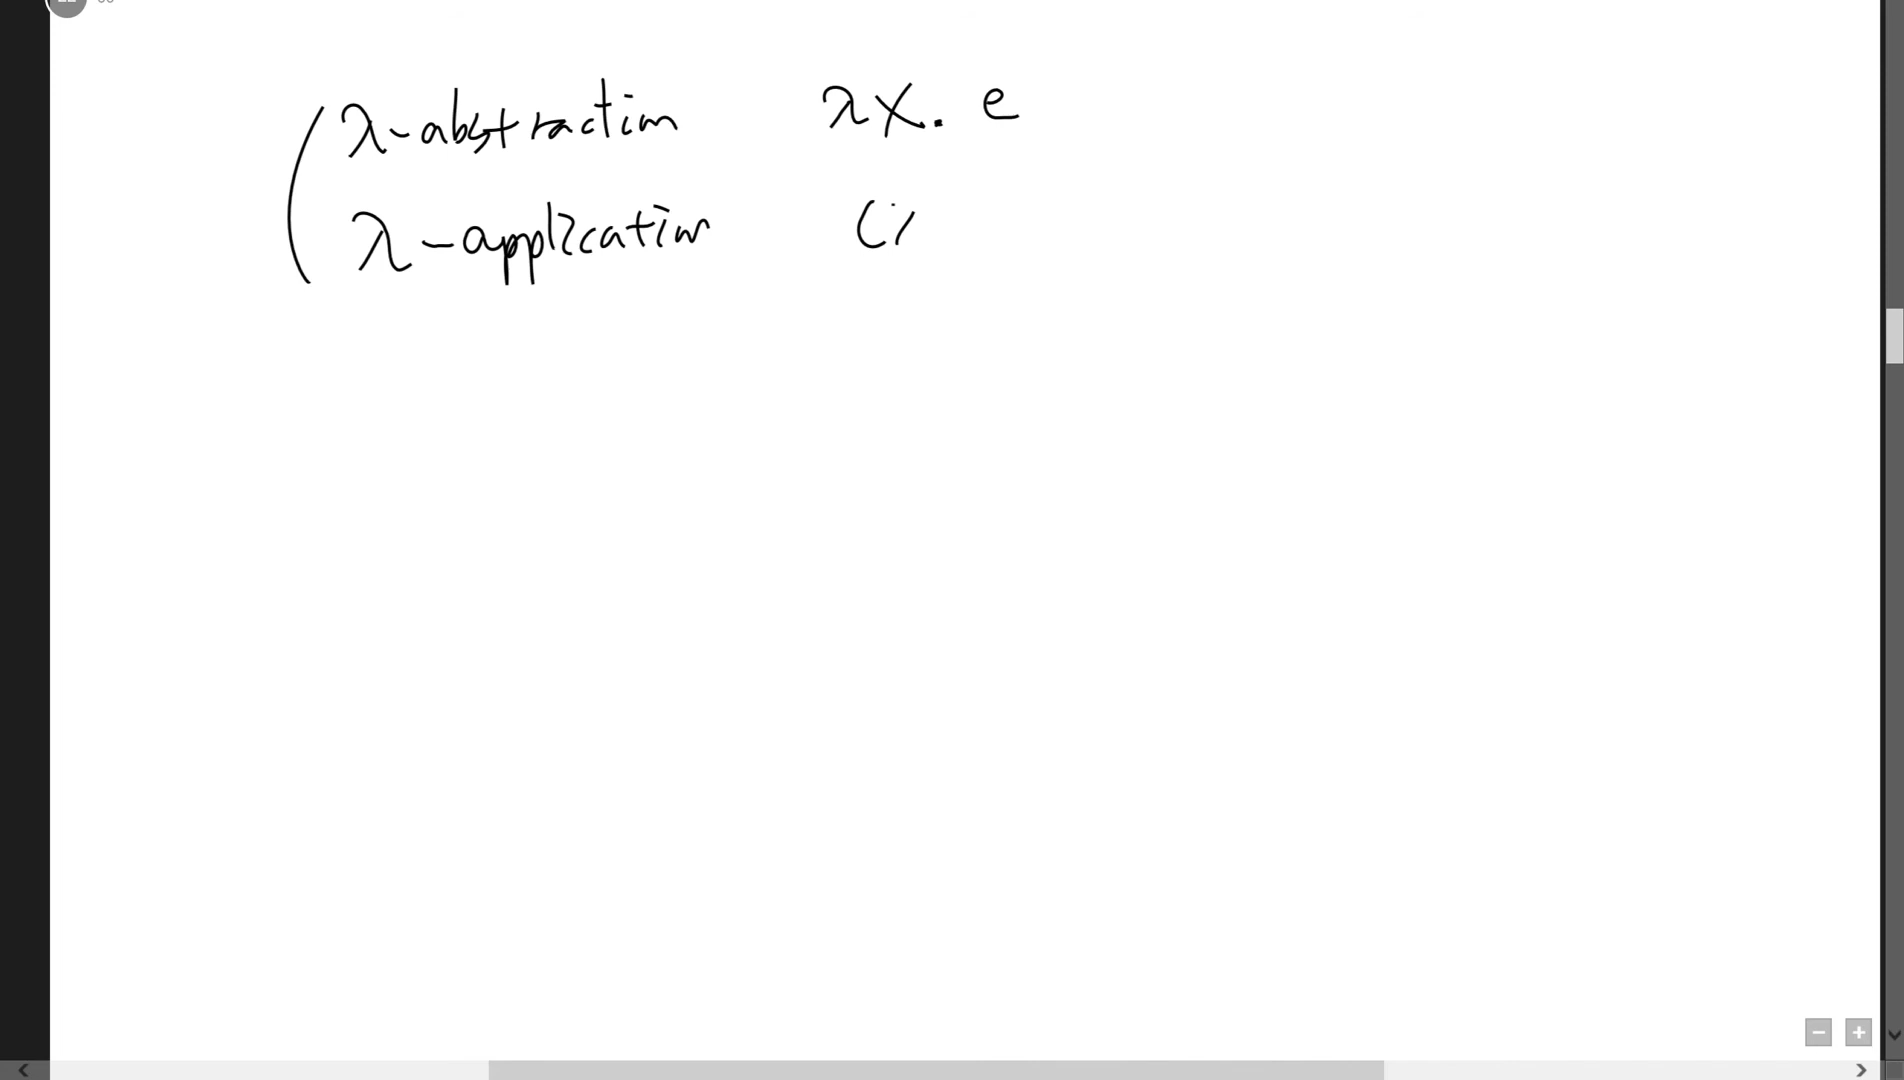 λ-abstraction λx. e
λ-application (